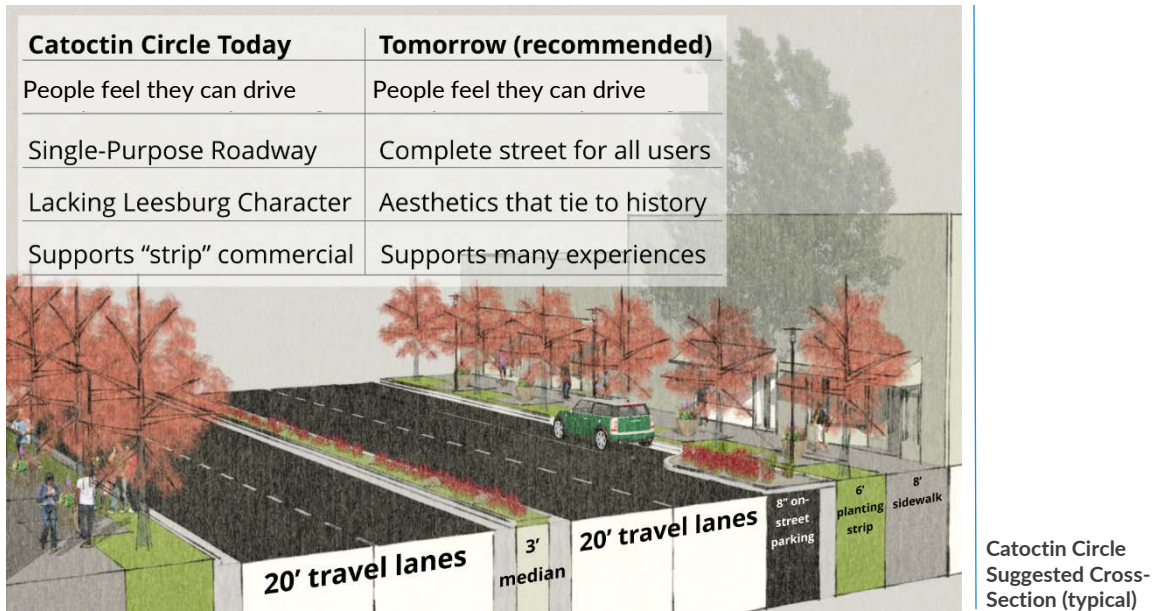 Catoctin Circle Today
Tomorrow (recommended)
People feel they can drive
People feel they can drive
Single-Purpose Roadway
Complete street for all users
Lacking Leesburg Character
Aesthetics that tie to history
Supports “strip” commercial
Supports many experiences
20’ travel lanes
3’
median
20’ travel lanes
8” on-
street
parking
6’
planting
strip
8’
sidewalk
Catoctin Circle
Suggested Cross-
Section (typical)